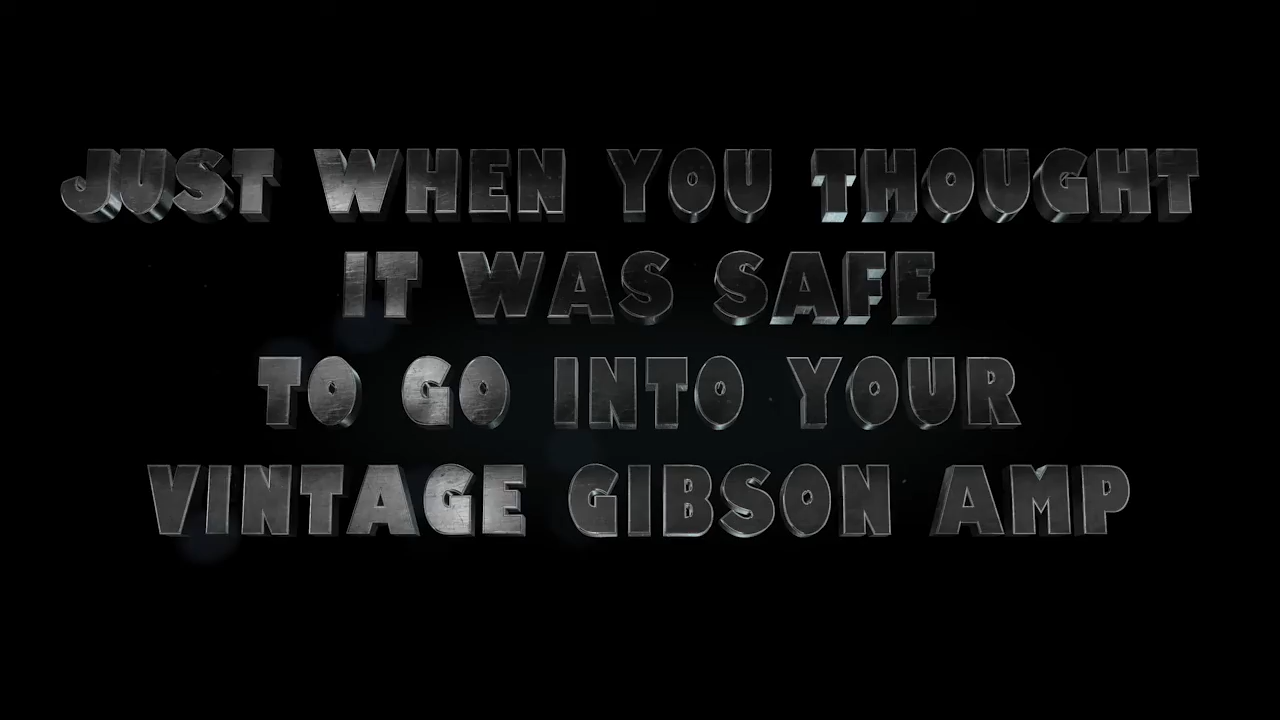 JUST WHEN YOU THOUGHT
IT WAS SAFE
TO GO INTO YOUR
VINTAGE GIBSON AMP